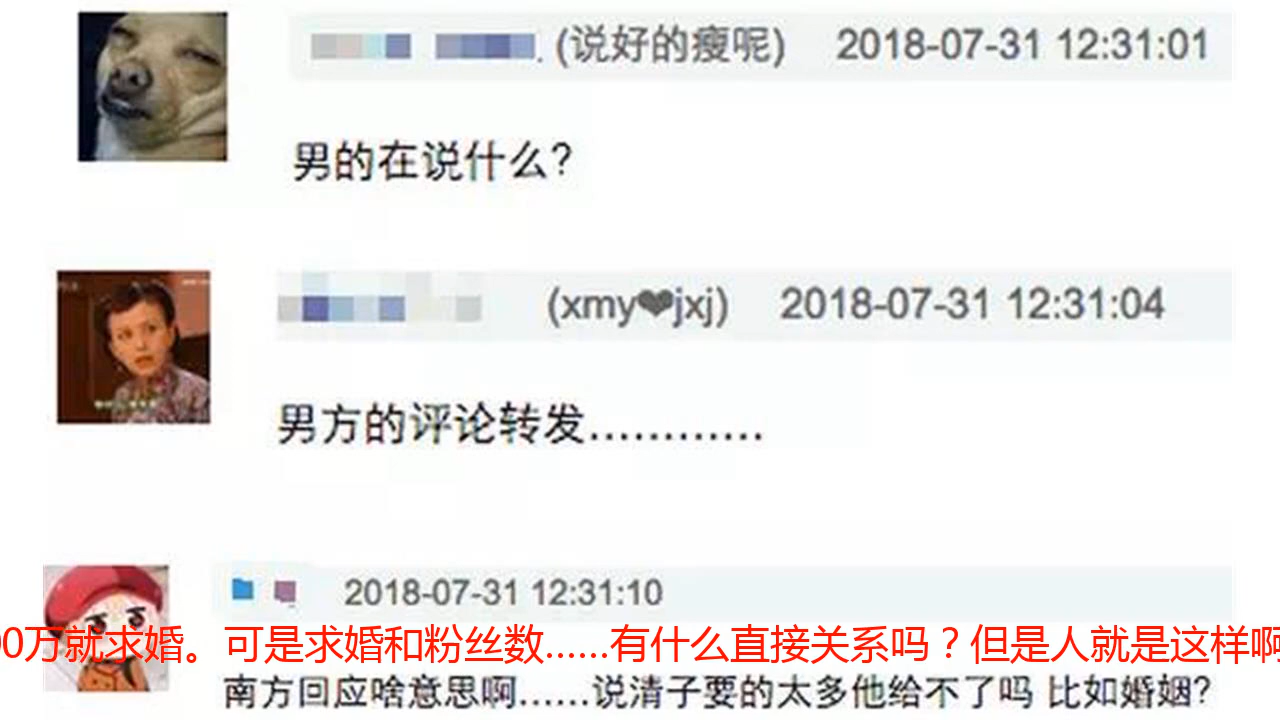 (说好的瘦呢) 2018-07-31 12:31:01
男的在说什么?
(xmy❤jxj) 2018-07-31 12:31:04
男方的评论转发…………
2018-07-31 12:31:10
00万就求婚。可是求婚和粉丝数……有什么直接关系吗？但是人就是这样啊
南方回应啥意思啊……说清子要的太多他给不了吗 比如婚姻?